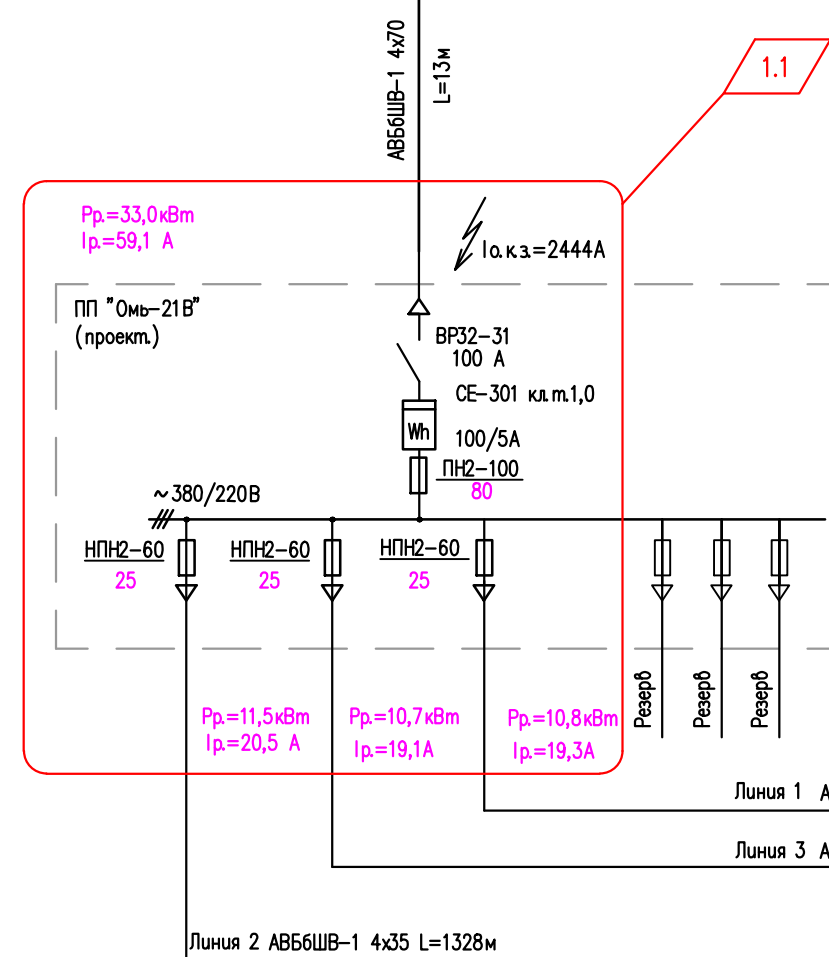 АВБбШВ-1 4х70
L=13м
1.1
Рр.=33,0кВт
Iр.=59,1 А
Iо.к.з.=2444А
ПП "Омь-21В"
(проект.)
ВР32-31
100 А
СЕ-301 кл.т.1,0
Wh
100/5А
ПН2-100
80
~380/220В
НПН2-60
25
НПН2-60
25
НПН2-60
25
Резерв
Резерв
Резерв
Рр.=11,5кВт
Iр.=20,5 А
Рр.=10,7кВт
Iр.=19,1А
Рр.=10,8кВт
Iр.=19,3А
Линия 1 А
Линия 3 А
Линия 2 АВБбШВ-1 4х35 L=1328м